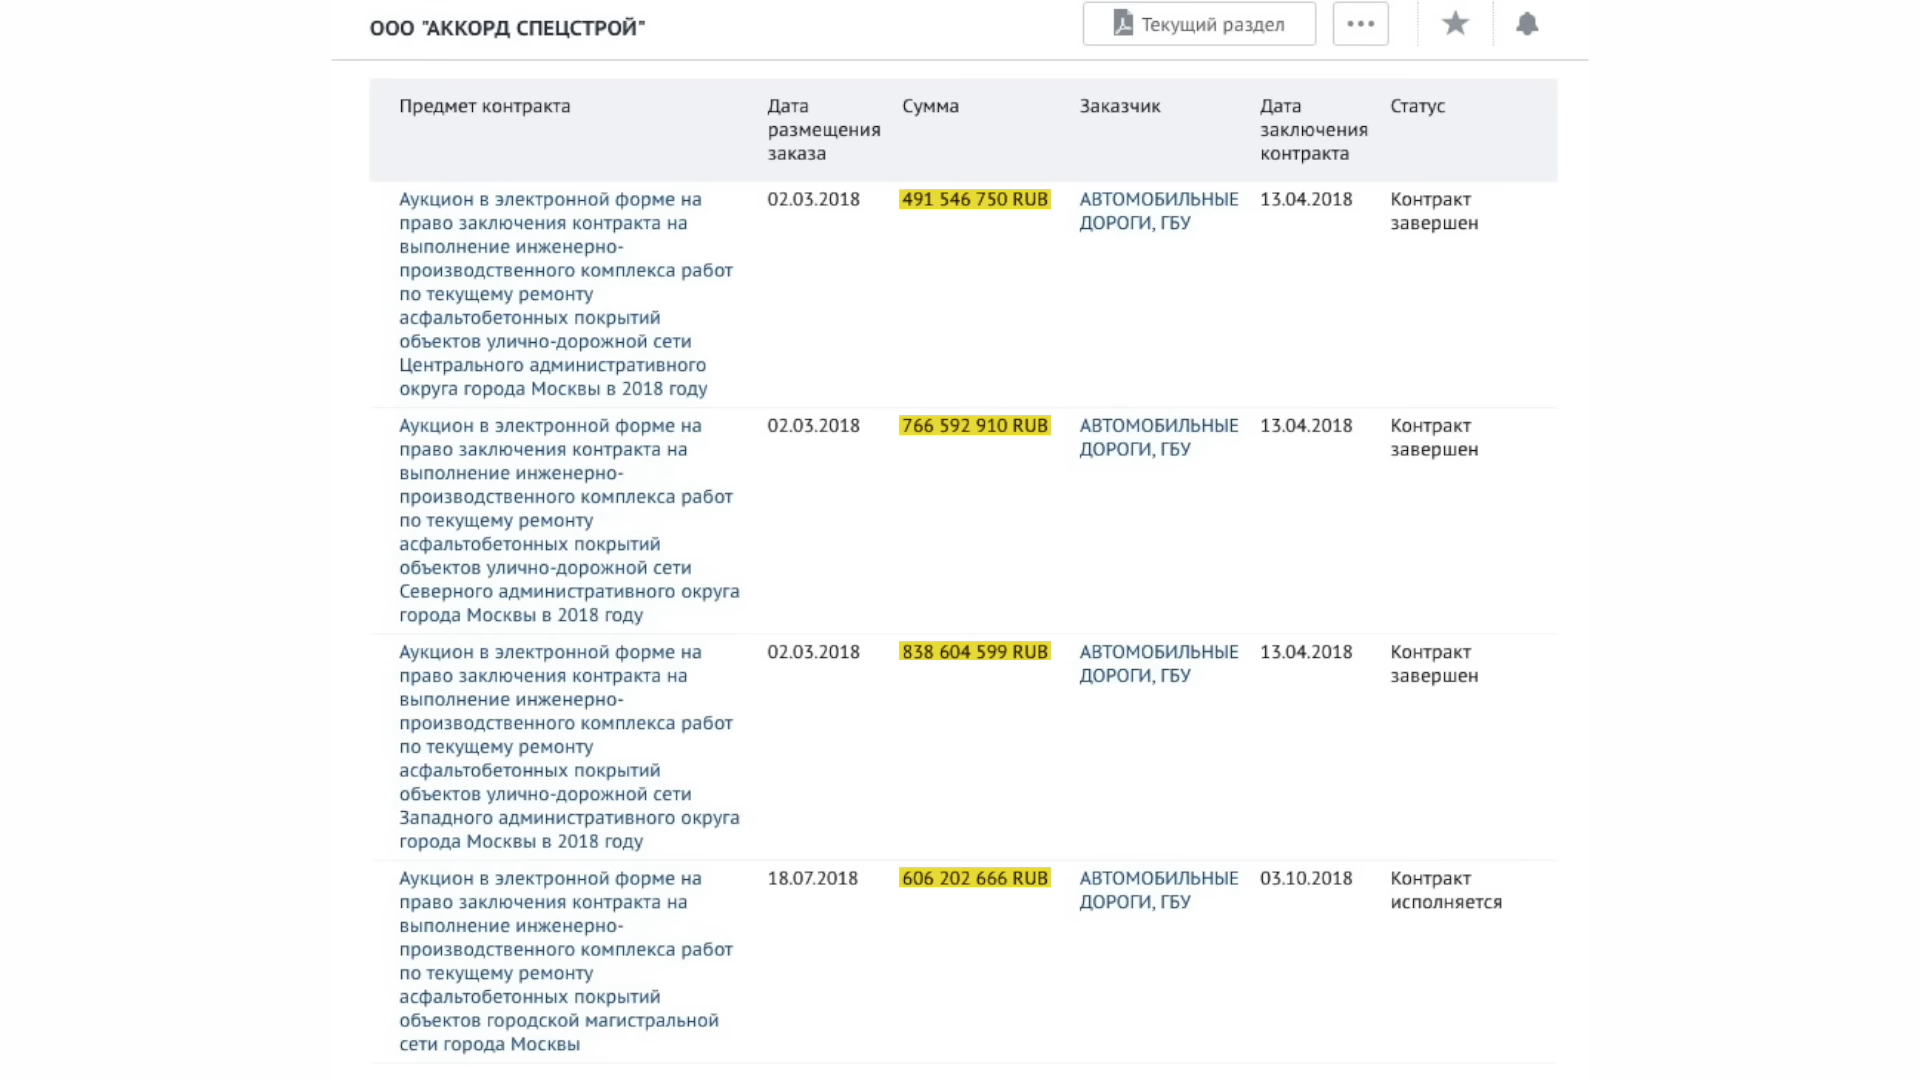 ООО "АККОРД СПЕЦСТРОЙ"
Текущий раздел
Предмет контракта
Дата
размещения
заказа
Сумма
Заказчик
Дата
заключения
контракта
Статус
Аукцион в электронной форме на
право заключения контракта на
выполнение инженерно-
производственного комплекса работ
по текущему ремонту
асфальтобетонных покрытий
объектов улично-дорожной сети
Центрального административного
округа города Москвы в 2018 году
02.03.2018
491 546 750 RUB
АВТОМОБИЛЬНЫЕ
ДОРОГИ, ГБУ
13.04.2018
Контракт
завершен
Аукцион в электронной форме на
право заключения контракта на
выполнение инженерно-
производственного комплекса работ
по текущему ремонту
асфальтобетонных покрытий
объектов улично-дорожной сети
Северного административного округа
города Москвы в 2018 году
02.03.2018
766 592 910 RUB
АВТОМОБИЛЬНЫЕ
ДОРОГИ, ГБУ
13.04.2018
Контракт
завершен
Аукцион в электронной форме на
право заключения контракта на
выполнение инженерно-
производственного комплекса работ
по текущему ремонту
асфальтобетонных покрытий
объектов улично-дорожной сети
Западного административного округа
города Москвы в 2018 году
02.03.2018
838 604 599 RUB
АВТОМОБИЛЬНЫЕ
ДОРОГИ, ГБУ
13.04.2018
Контракт
завершен
Аукцион в электронной форме на
право заключения контракта на
выполнение инженерно-
производственного комплекса работ
по текущему ремонту
асфальтобетонных покрытий
объектов городской магистральной
сети города Москвы
18.07.2018
606 202 666 RUB
АВТОМОБИЛЬНЫЕ
ДОРОГИ, ГБУ
03.10.2018
Контракт
исполняется